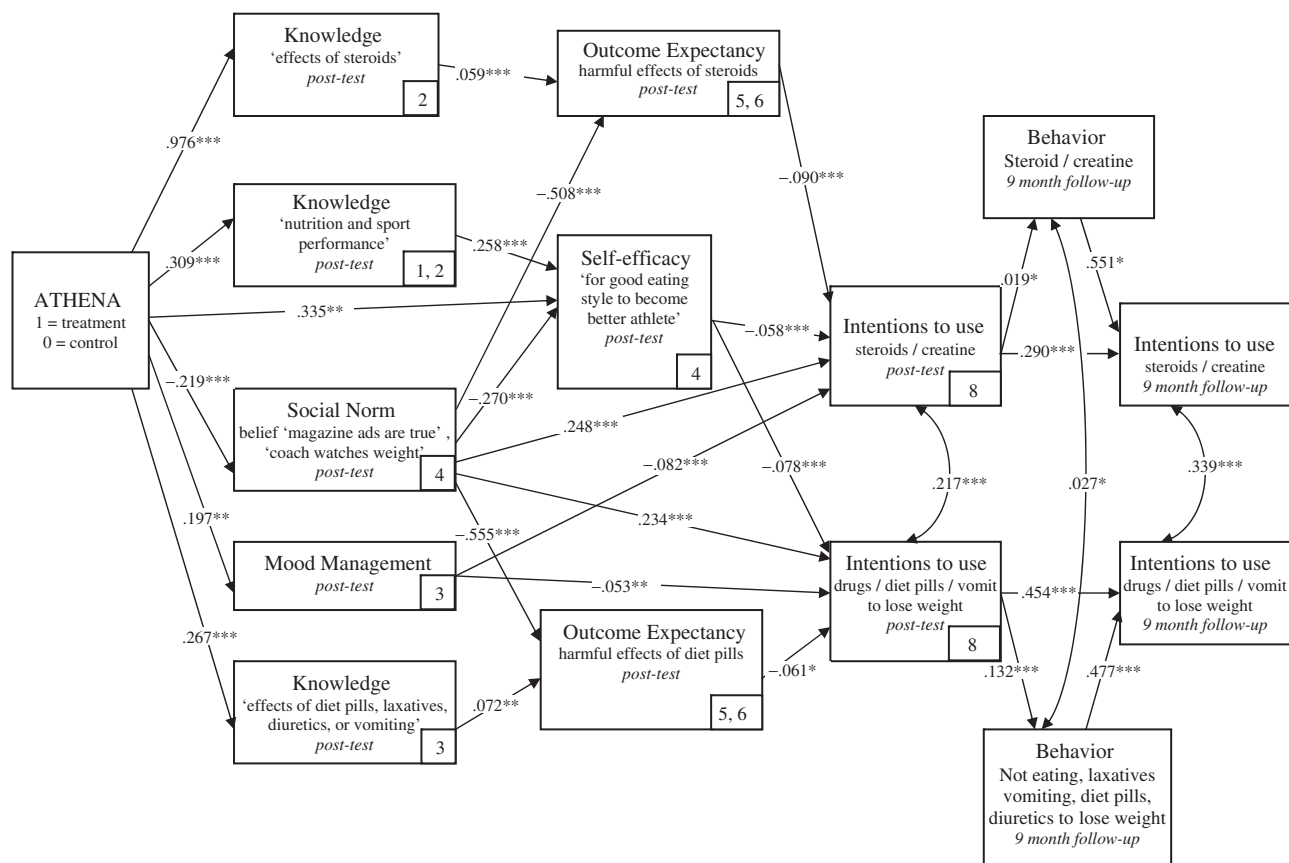 ATHENA
1 = treatment
0 = control
.976***
.309***
.335**
−.219***
.197**
.267***
Knowledge
‘effects of steroids’
post-test
2
Knowledge
‘nutrition and sport
performance’
post-test
1, 2
Social Norm
belief ‘magazine ads are true’ ,
‘coach watches weight’
post-test
4
Mood Management
post-test
3
Knowledge
‘effects of diet pills, laxatives,
diuretics, or vomiting’
post-test
3
.059***
−.508***
.258***
−.270***
.248***
−.082***
.234***
−.555***
−.053**
.072**
Outcome Expectancy
harmful effects of steroids
post-test
5, 6
Self-efficacy
‘for good eating
style to become
better athlete’
post-test
4
Outcome Expectancy
harmful effects of diet pills
post-test
5, 6
−.090***
−.058***
−.078***
−.061*
Intentions to use
steroids / creatine
post-test
8
.217***
Intentions to use
drugs / diet pills / vomit
to lose weight
post-test
8
.019*
.290***
.454***
.132***
Behavior
Steroid / creatine
9 month follow-up
.027*
Behavior
Not eating, laxatives
vomiting, diet pills,
diuretics to lose weight
9 month follow-up
.551*
.477***
Intentions to use
steroids / creatine
9 month follow-up
.339***
Intentions to use
drugs / diet pills / vomit
to lose weight
9 month follow-up